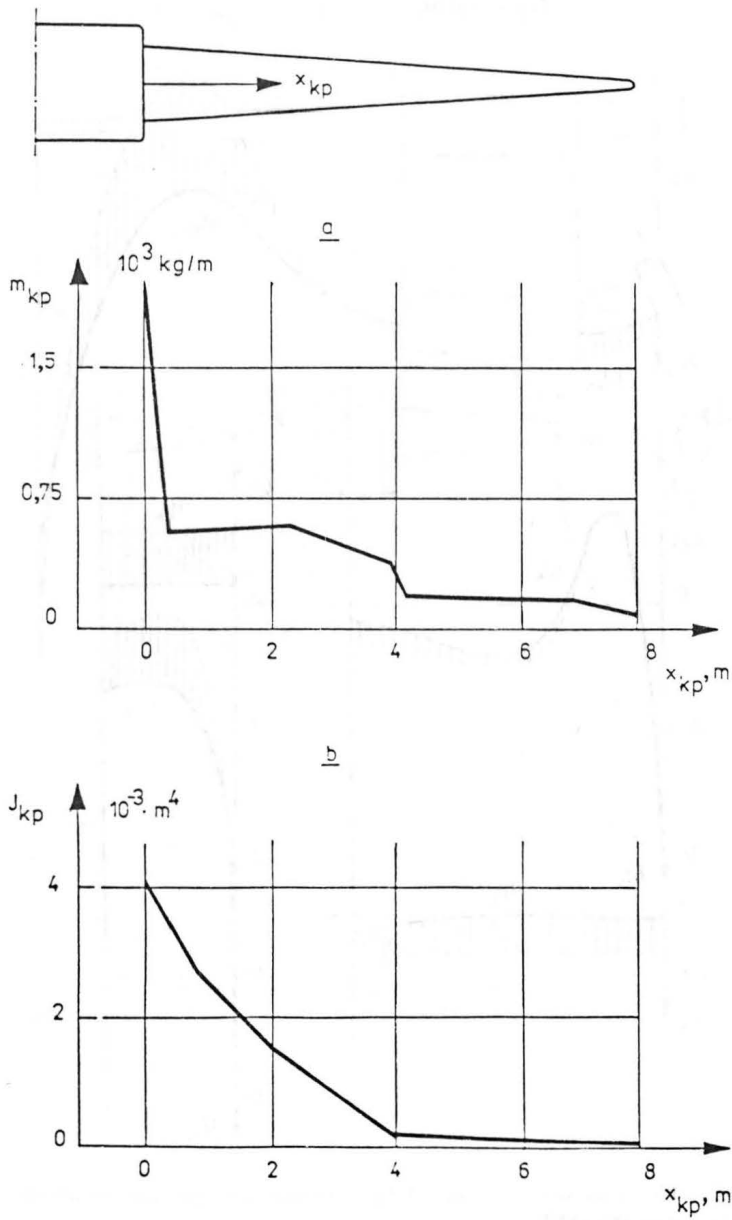 x_kp
a
10^3 kg/m
m_kp
1,5
0,75
0
0 2 4 6 8
x_kp, m
b
J_kp
10^-3 · m^4
4
2
0
0 2 4 6 8
x_kp, m